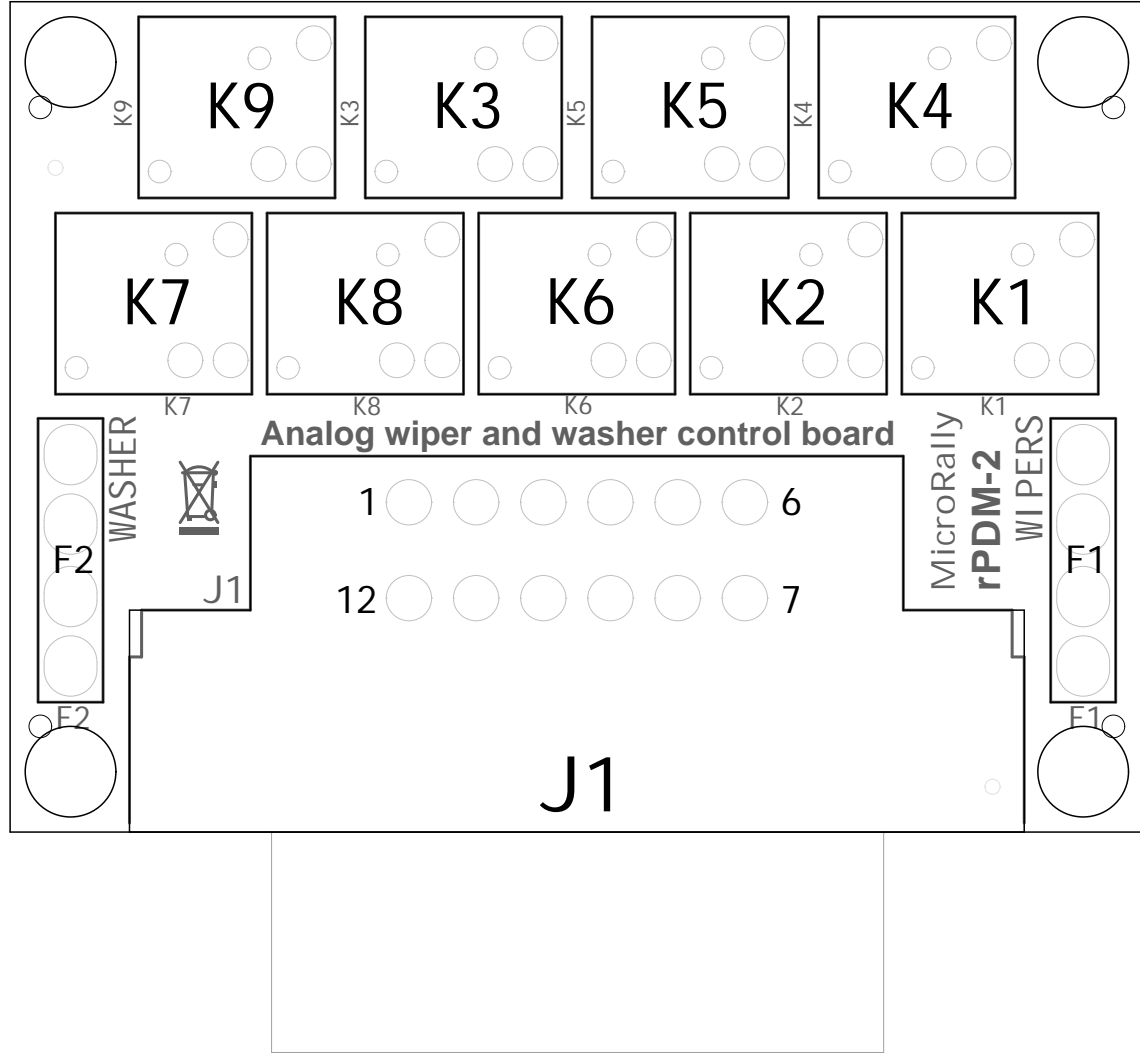 K9
K9
K3
K3
K5
K5
K4
K4
K7
K8
K6
K2
K1
K7
K8
K6
K2
K1
Analog wiper and washer control board
WASHER
MicroRally
rPDM-2
WIPERS
1
6
F2
F1
J1
12
7
F2
F1
J1